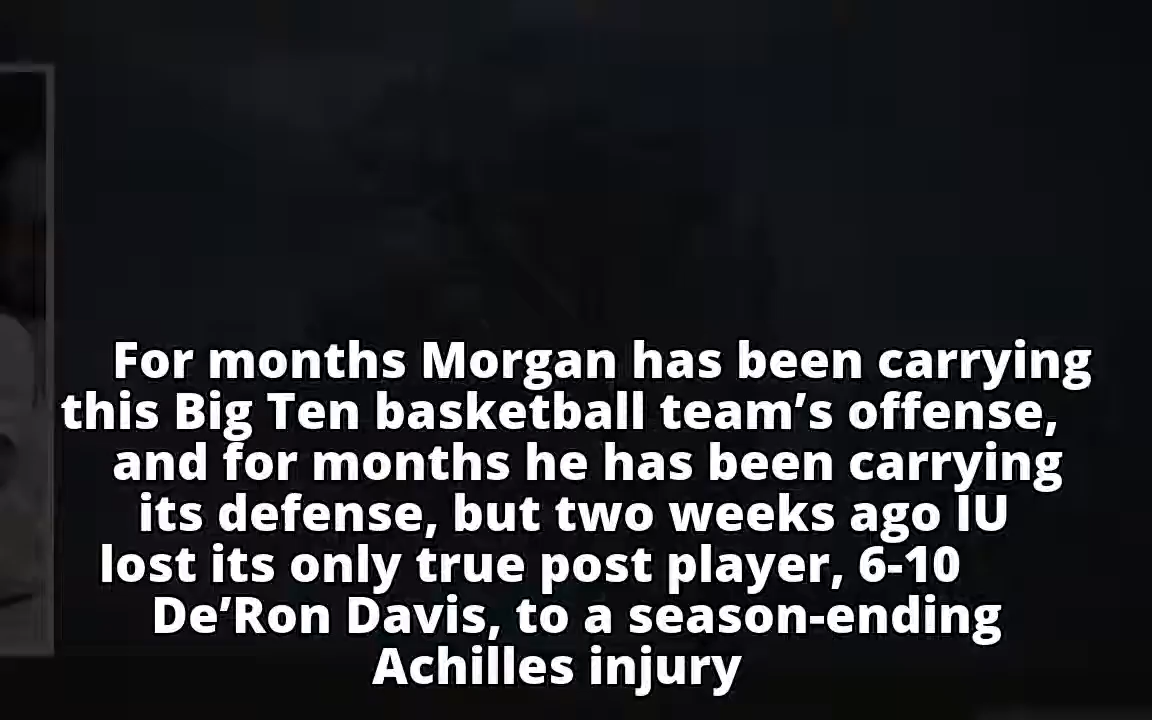 For months Morgan has been carrying
this Big Ten basketball team’s offense,
and for months he has been carrying
its defense, but two weeks ago IU
lost its only true post player, 6-10
De’Ron Davis, to a season-ending
Achilles injury